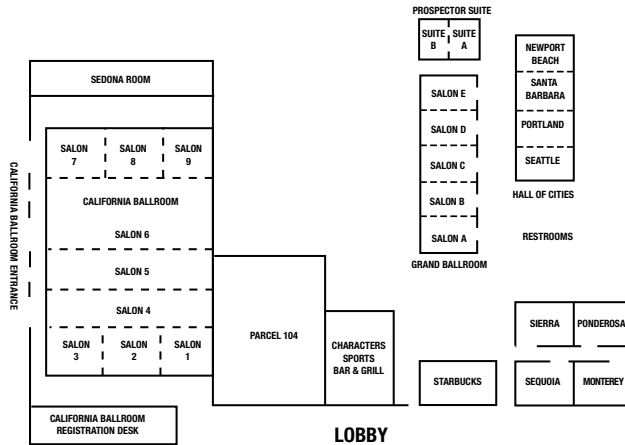 PROSPECTOR SUITE
SUITE
B
SUITE
A
NEWPORT
BEACH
SANTA
BARBARA
PORTLAND
SEATTLE
HALL OF CITIES
SEDONA ROOM
SALON E
SALON D
SALON C
SALON B
SALON A
GRAND BALLROOM
RESTROOMS
CALIFORNIA BALLROOM ENTRANCE
SALON
7
SALON
8
SALON
9
CALIFORNIA BALLROOM
SALON 6
SALON 5
SALON 4
SALON
3
SALON
2
SALON
1
PARCEL 104
CHARACTERS
SPORTS
BAR & GRILL
STARBUCKS
SIERRA
PONDEROSA
SEQUOIA
MONTEREY
CALIFORNIA BALLROOM
REGISTRATION DESK
LOBBY